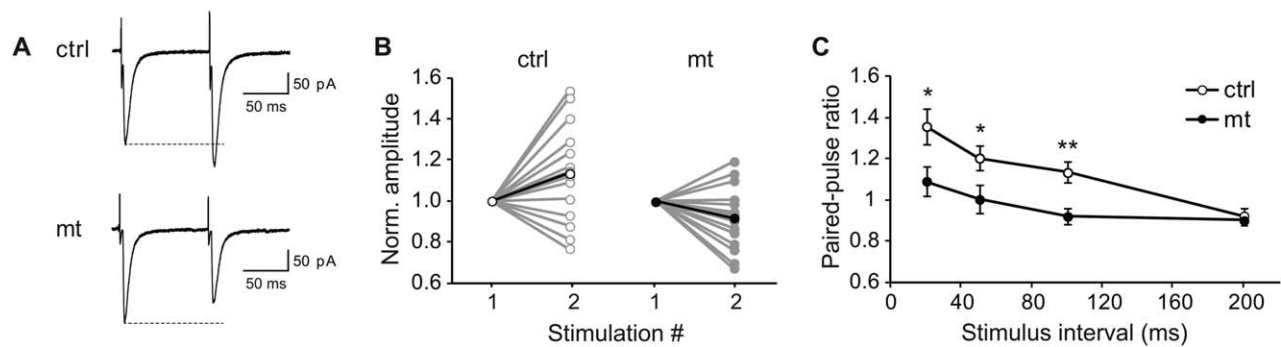 A
ctrl
50 pA
50 ms
mt
50 pA
50 ms
B
ctrl
mt
Norm. amplitude
1.6
1.4
1.2
1
0.8
0.6
1
2
1
2
Stimulation #
C
ctrl
mt
*
*
**
Paired-pulse ratio
1.6
1.4
1.2
1
0.8
0.6
0
40
80
120
160
200
Stimulus interval (ms)